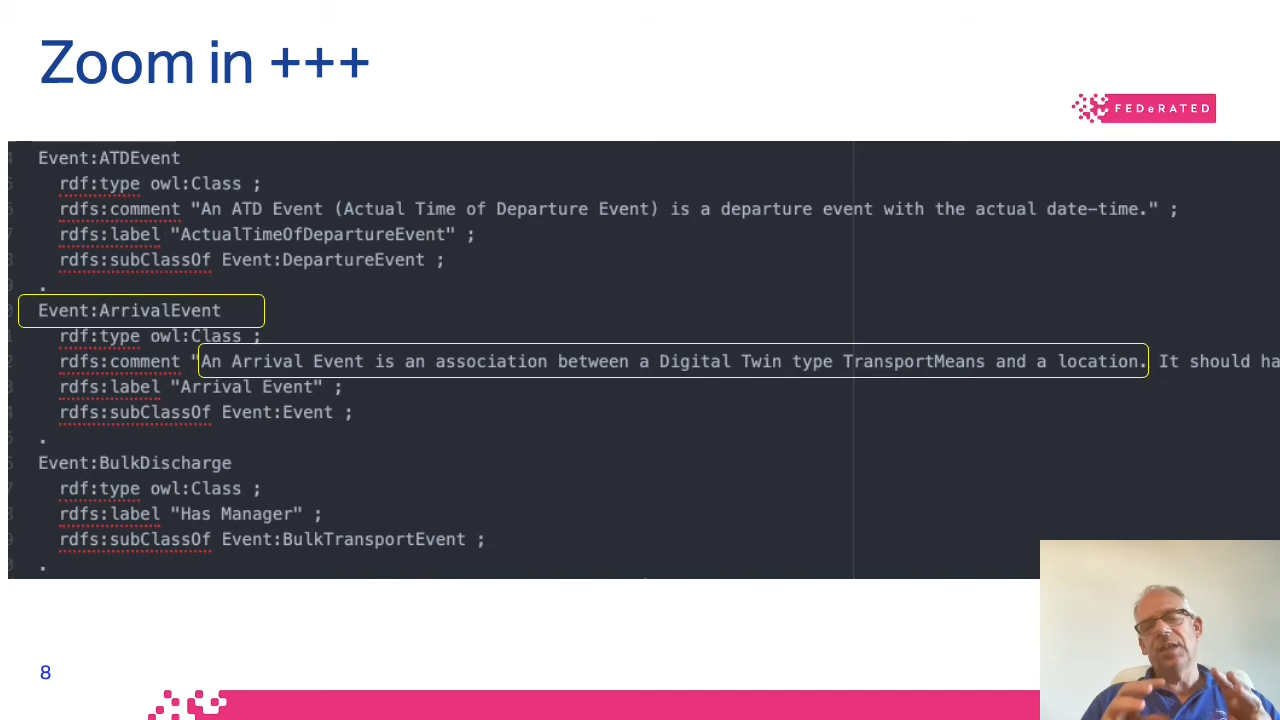 Zoom in +++
FEDeRATED
Event:ATDEvent
rdf:type owl:Class ;
rdfs:comment "An ATD Event (Actual Time of Departure Event) is a departure event with the actual date-time." ;
rdfs:label "ActualTimeOfDepartureEvent" ;
rdfs:subClassOf Event:DepartureEvent ;
.
Event:ArrivalEvent
rdf:type owl:Class ;
rdfs:comment "An Arrival Event is an association between a Digital Twin type TransportMeans and a location. It should ha
rdfs:label "Arrival Event" ;
rdfs:subClassOf Event:Event ;
.
Event:BulkDischarge
rdf:type owl:Class ;
rdfs:label "Has Manager" ;
rdfs:subClassOf Event:BulkTransportEvent ;
.
8